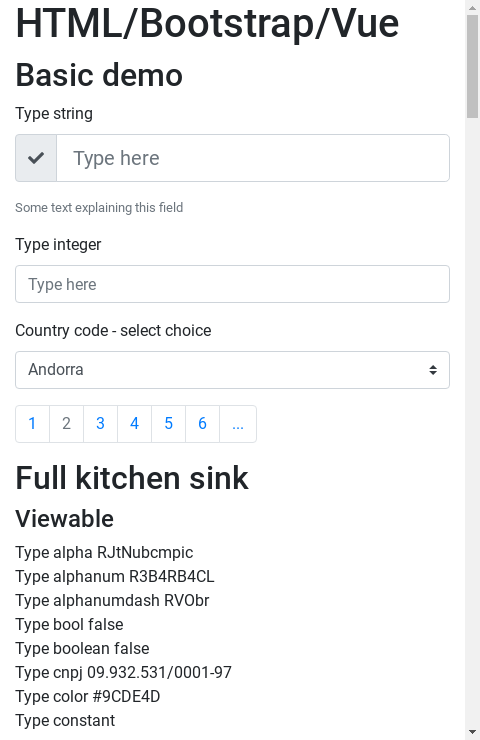 HTML/Bootstrap/Vue
Basic demo
Type string
Type here
Some text explaining this field
Type integer
Type here
Country code - select choice
Andorra
1 2 3 4 5 6 ...
Full kitchen sink
Viewable
Type alpha RJtNubcmpic
Type alphanum R3B4RB4CL
Type alphanumdash RVObr
Type bool false
Type boolean false
Type cnpj 09.932.531/0001-97
Type color #9CDE4D
Type constant